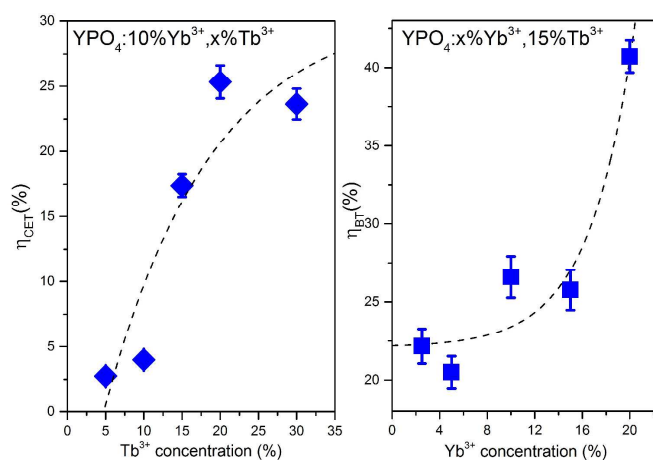 YPO₄:10%Yb³⁺,x%Tb³⁺
30
25
20
15
10
5
0
η_CET(%)
0 5 10 15 20 25 30 35
Tb³⁺ concentration (%)
YPO₄:x%Yb³⁺,15%Tb³⁺
40
35
30
25
20
η_BT(%)
0 4 8 12 16 20
Yb³⁺ concentration (%)